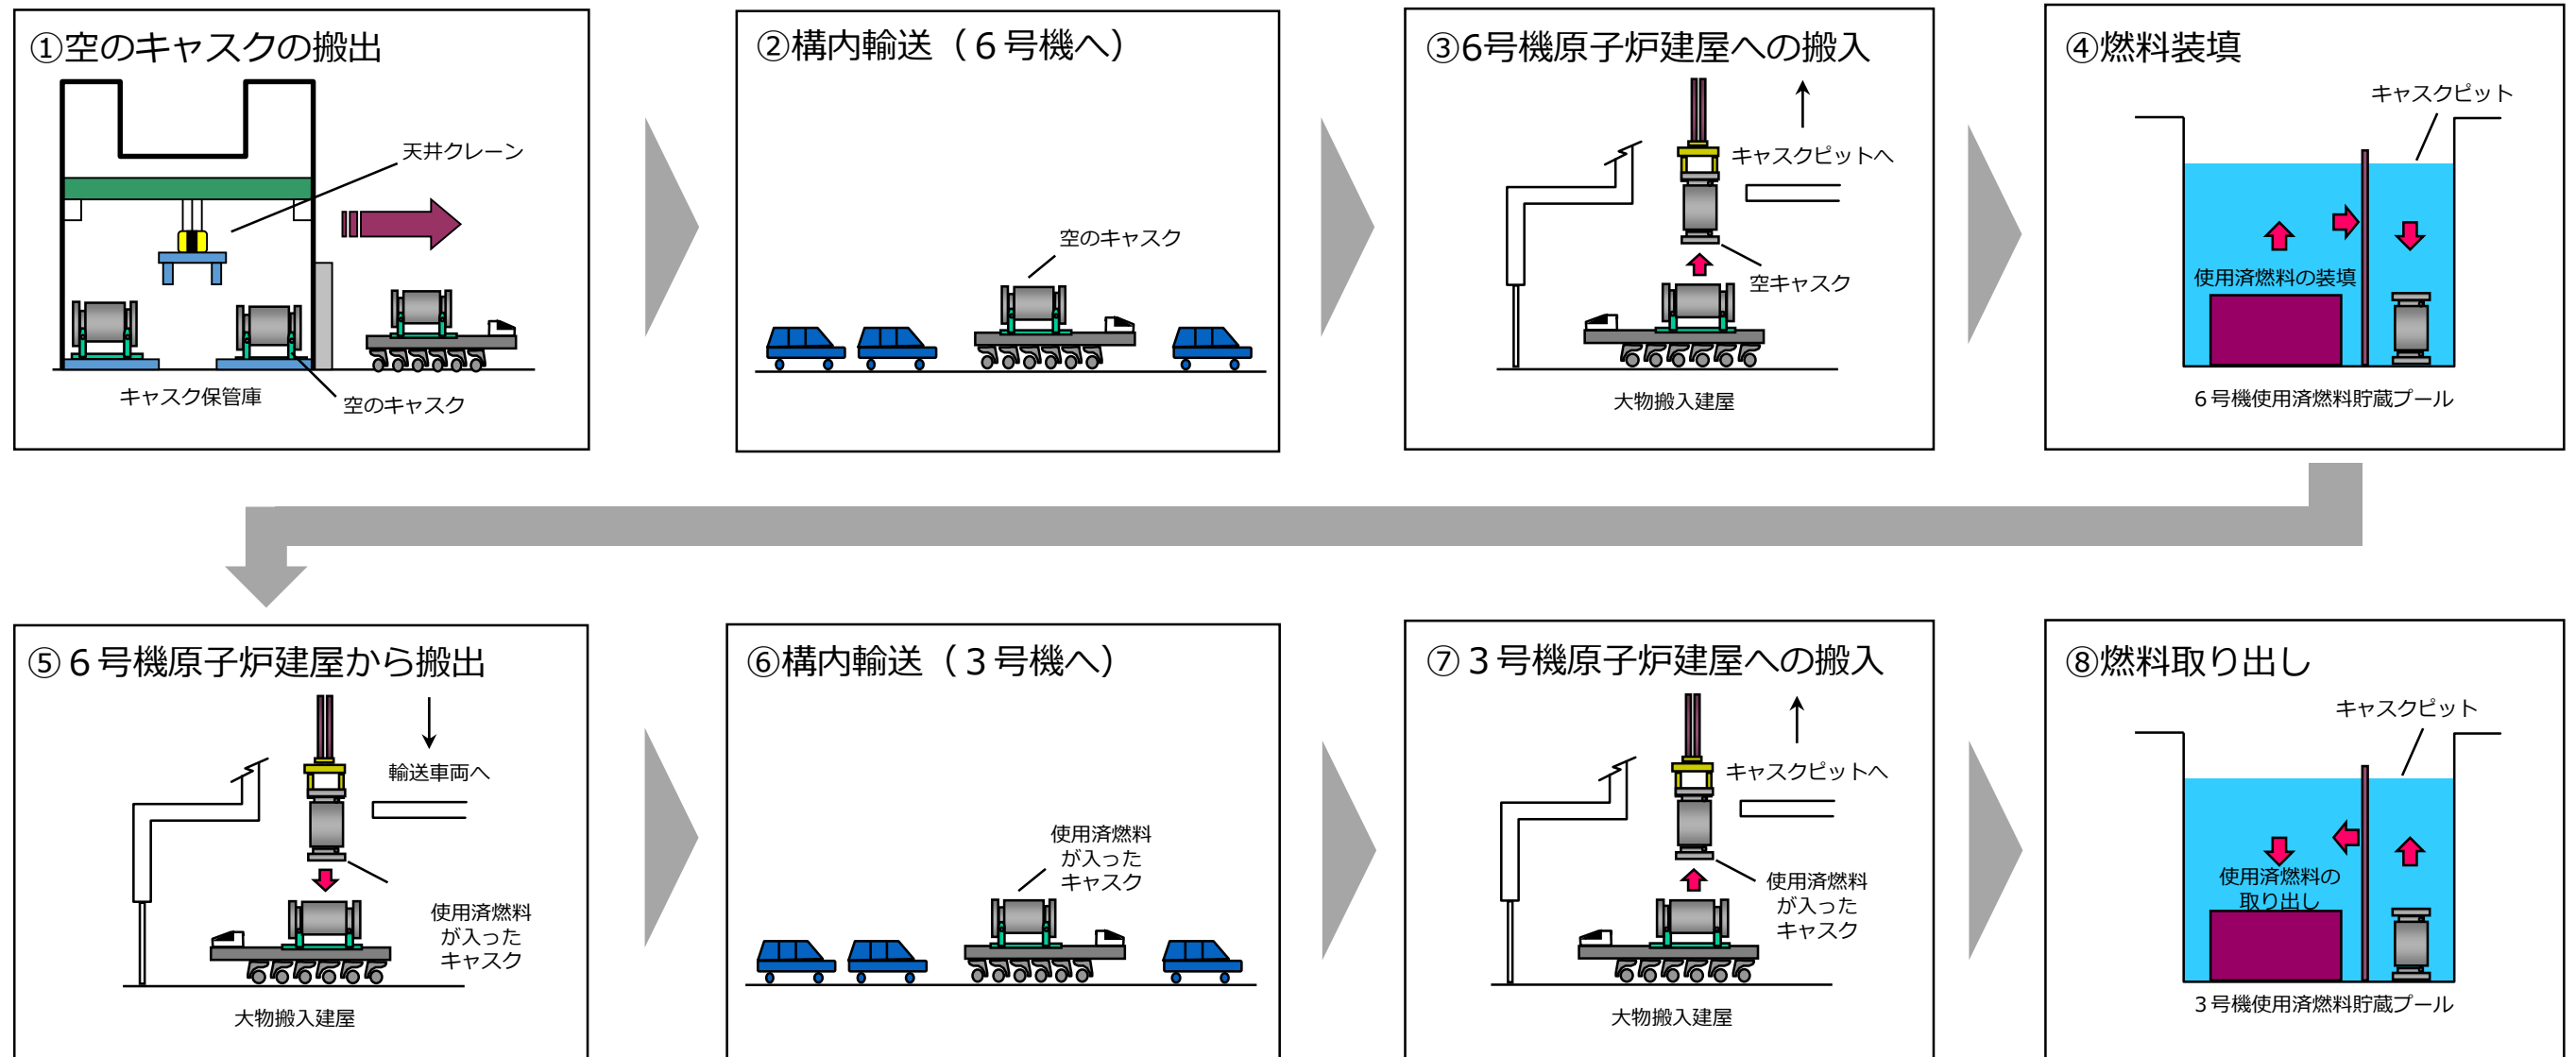 ①空のキャスクの搬出
天井クレーン
キャスク保管庫
空のキャスク
②構内輸送（６号機へ）
空のキャスク
③6号機原子炉建屋への搬入
キャスクピットへ
空キャスク
大物搬入建屋
④燃料装填
キャスクピット
使用済燃料の装填
６号機使用済燃料貯蔵プール
⑤６号機原子炉建屋から搬出
輸送車両へ
使用済燃料
が入った
キャスク
大物搬入建屋
⑥構内輸送（３号機へ）
使用済燃料
が入った
キャスク
⑦３号機原子炉建屋への搬入
キャスクピットへ
使用済燃料
が入った
キャスク
大物搬入建屋
⑧燃料取り出し
キャスクピット
使用済燃料の
取り出し
３号機使用済燃料貯蔵プール